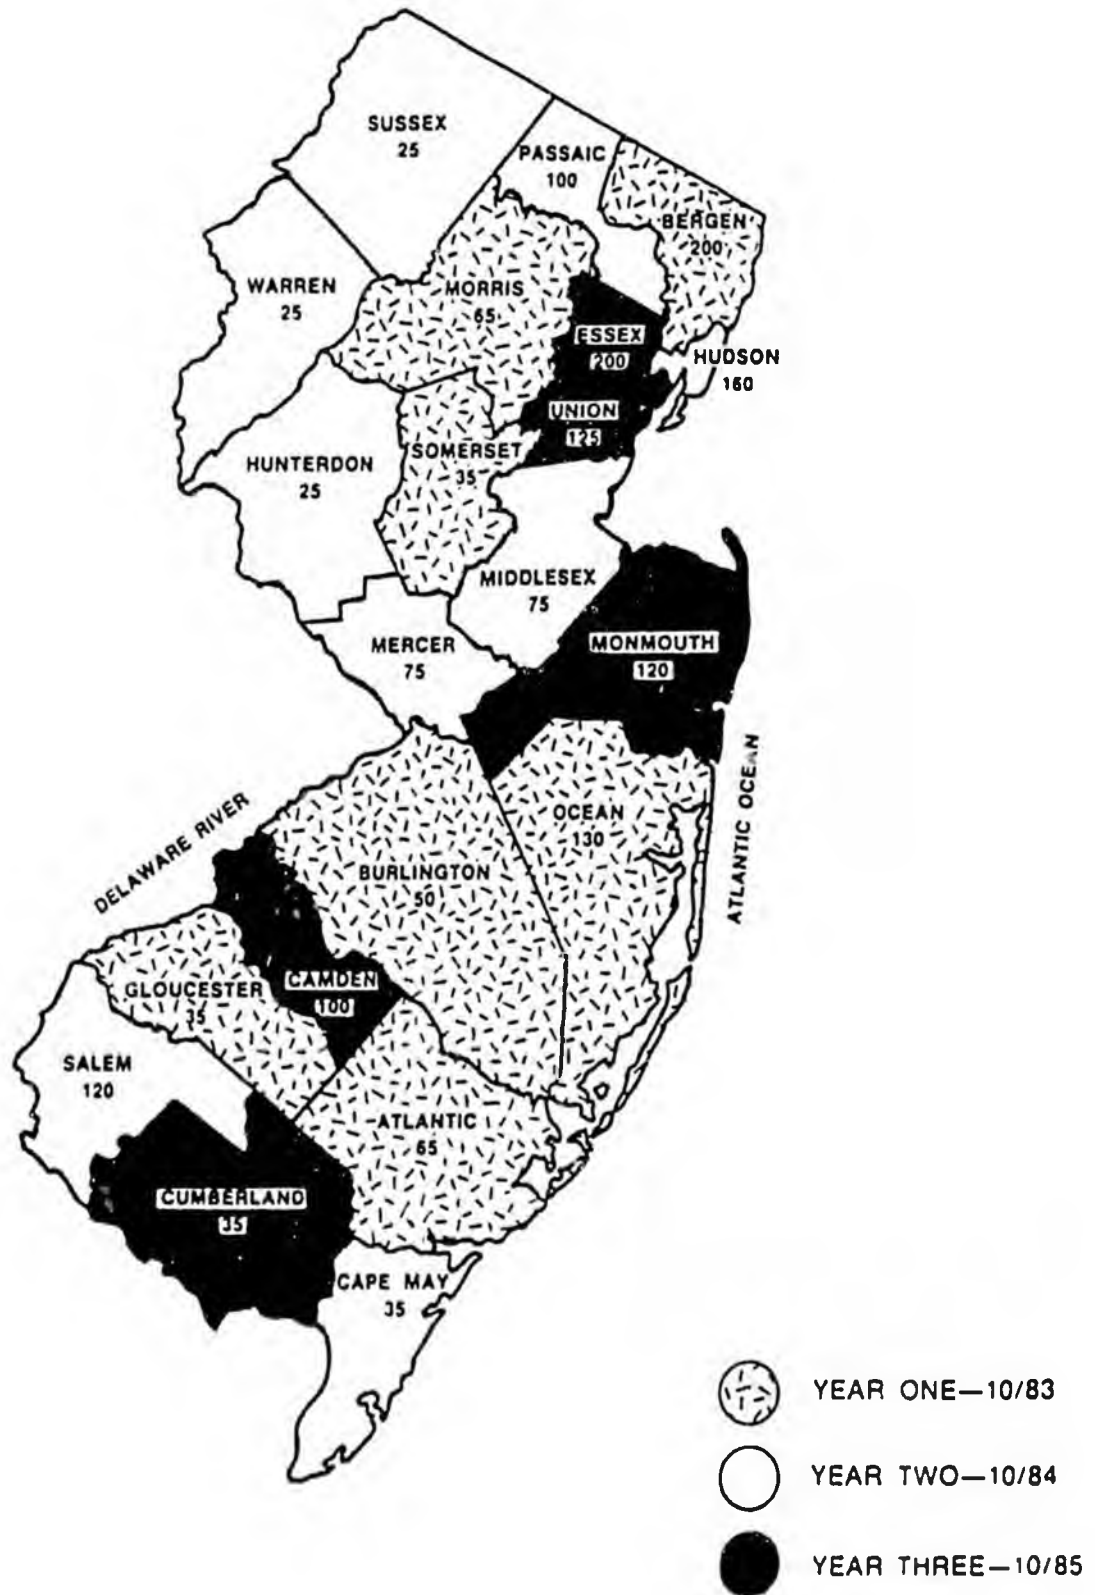 SUSSEX
25
PASSAIC
100
BERGEN
200
WARREN
25
MORRIS
65
ESSEX
200
HUDSON
160
UNION
125
HUNTERDON
25
SOMERSET
35
MIDDLESEX
75
MERCER
75
MONMOUTH
120
OCEAN
130
ATLANTIC OCEAN
DELAWARE RIVER
BURLINGTON
50
CAMDEN
100
GLOUCESTER
35
SALEM
120
ATLANTIC
65
CUMBERLAND
35
CAPE MAY
35
YEAR ONE—10/83
YEAR TWO—10/84
YEAR THREE—10/85